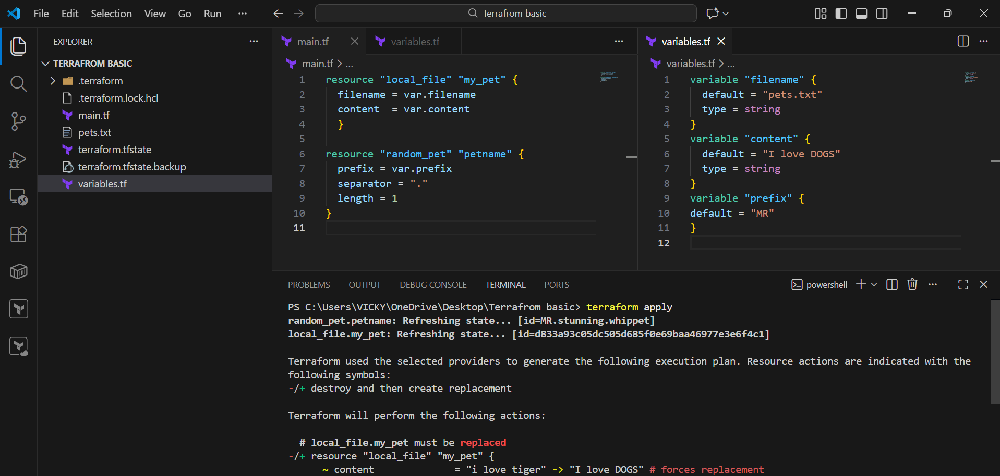 File Edit Selection View Go Run ···
Terrafrom basic
EXPLORER
TERRAFROM BASIC
.terraform
.terraform.lock.hcl
main.tf
pets.txt
terraform.tfstate
terraform.tfstate.backup
variables.tf
main.tf
variables.tf
main.tf > ...
1 resource "local_file" "my_pet" {
2 filename = var.filename
3 content  = var.content
4 }
5
6 resource "random_pet" "petname" {
7 prefix = var.prefix
8 separator = "."
9 length = 1
10 }
11
variables.tf
variables.tf > ...
1 variable "filename" {
2 default = "pets.txt"
3 type = string
4 }
5 variable "content" {
6 default = "I love DOGS"
7 type = string
8 }
9 variable "prefix" {
10 default = "MR"
11 }
12
PROBLEMS OUTPUT DEBUG CONSOLE TERMINAL PORTS
powershell
PS C:\Users\VICKY\OneDrive\Desktop\Terrafrom basic> terraform apply
random_pet.petname: Refreshing state... [id=MR.stunning.whippet]
local_file.my_pet: Refreshing state... [id=d833a93c05dc505d685f0e69baa46977e3e6f4c1]
Terraform used the selected providers to generate the following execution plan. Resource actions are indicated with the
following symbols:
-/+ destroy and then create replacement
Terraform will perform the following actions:
# local_file.my_pet must be replaced
-/+ resource "local_file" "my_pet" {
~ content = "i love tiger" -> "I love DOGS" # forces replacement